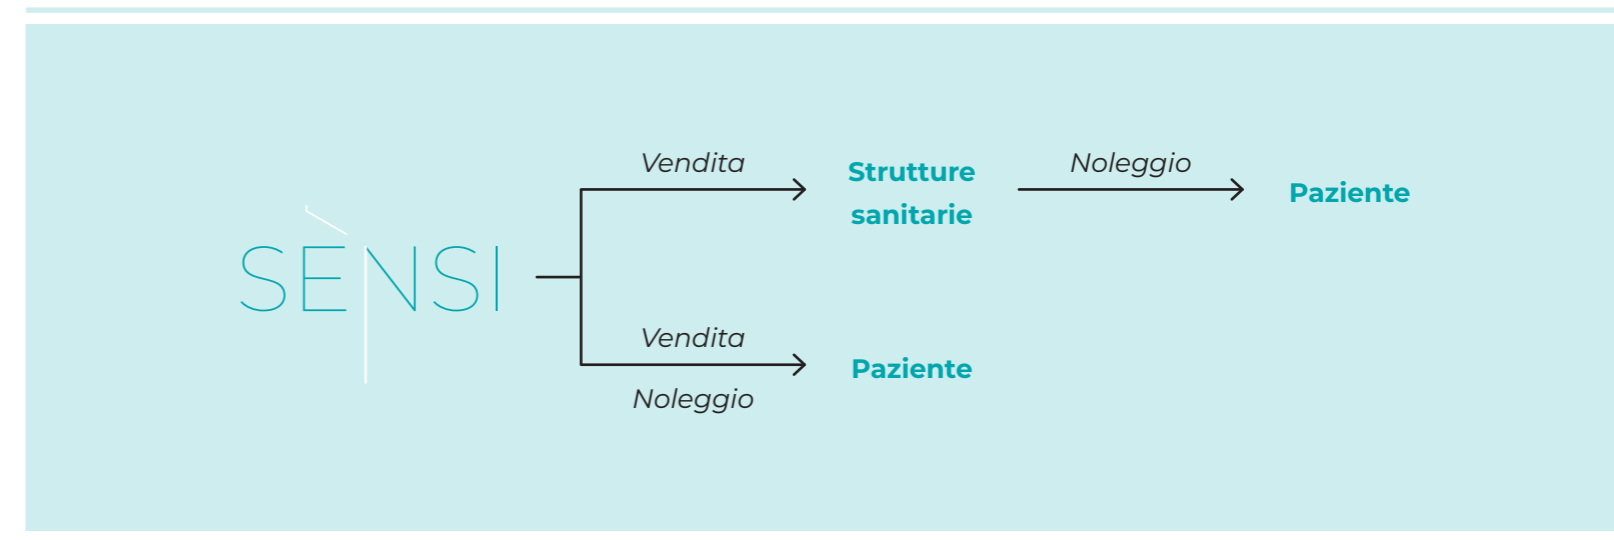 SÈNSI
Vendita
Strutture
sanitarie
Noleggio
Paziente
Vendita
Noleggio
Paziente